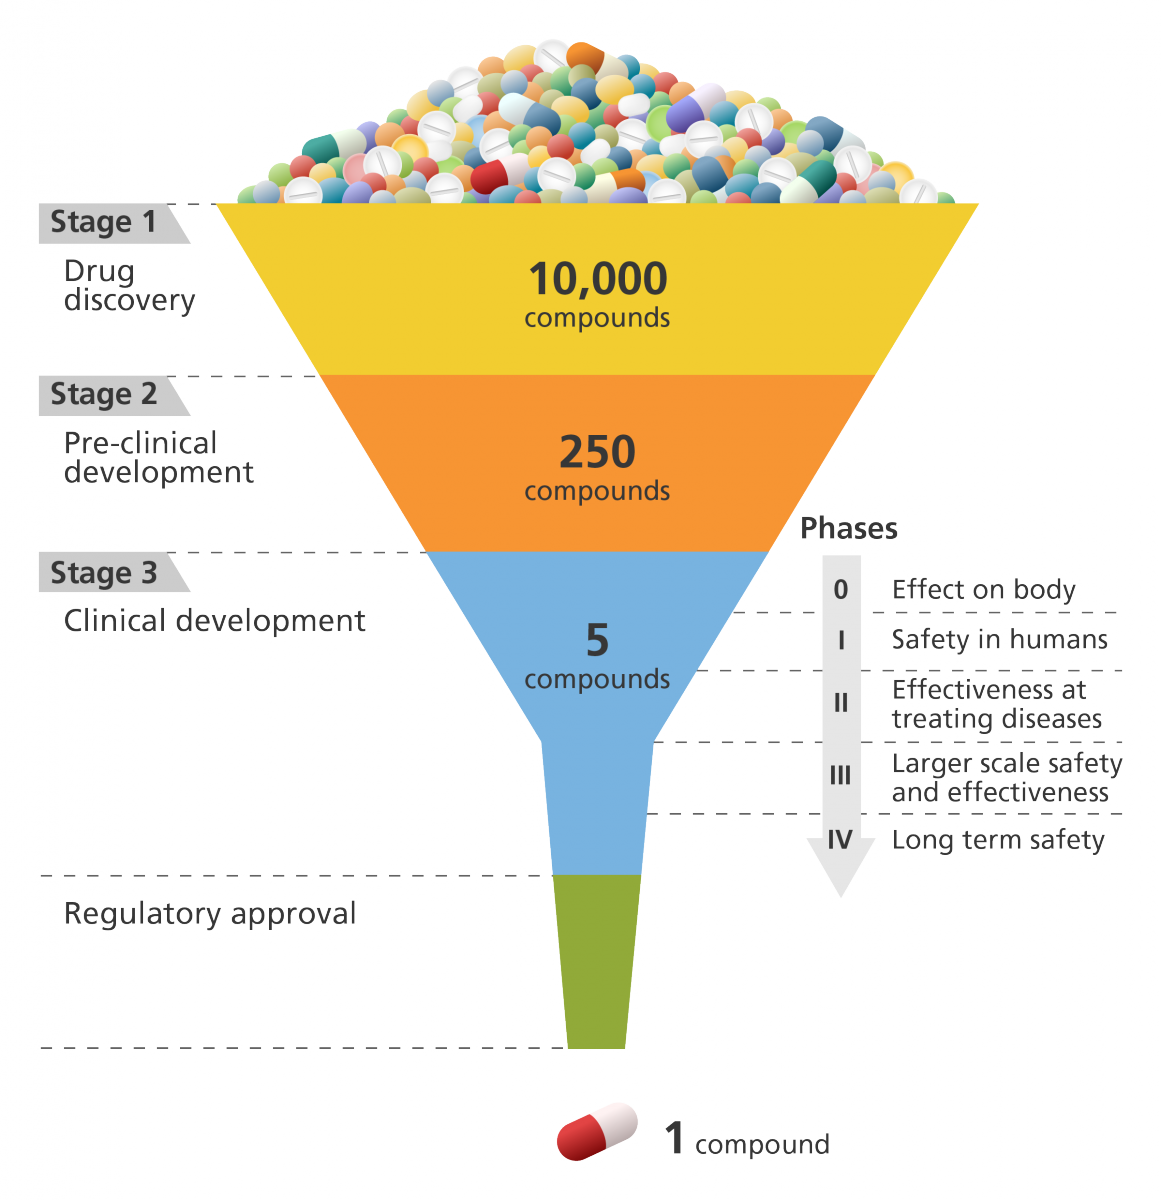 Stage 1
Drug
discovery
10,000
compounds
Stage 2
Pre-clinical
development
250
compounds
Stage 3
Clinical development
5
compounds
Phases
0 Effect on body
I Safety in humans
II Effectiveness at
treating diseases
III Larger scale safety
and effectiveness
IV Long term safety
Regulatory approval
1 compound